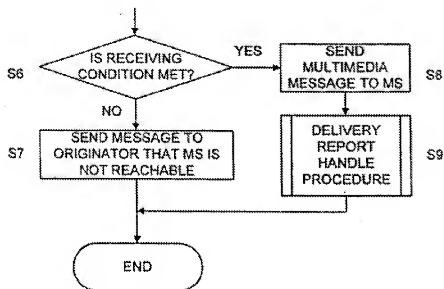 IS RECEIVING
CONDITION MET?
S6
YES
SEND
MULTIMEDIA
MESSAGE TO MS
S8
NO
S7
SEND MESSAGE TO
ORIGINATOR THAT MS IS
NOT REACHABLE
DELIVERY
REPORT
HANDLE
PROCEDURE
S9
END